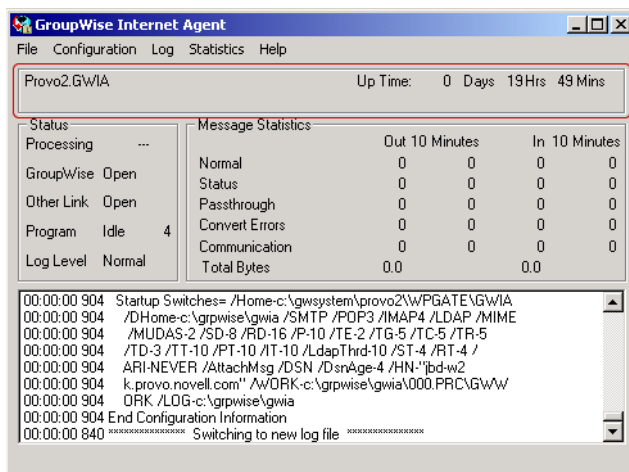 GroupWise Internet Agent
File Configuration Log Statistics Help
Provo2.GWIA Up Time: 0 Days 19 Hrs 49 Mins
Status
Processing ---
GroupWise Open
Other Link Open
Program Idle 4
Log Level Normal
Message Statistics
Out 10 Minutes In 10 Minutes
Normal 0 0 0 0
Status 0 0 0 0
Passthrough 0 0 0 0
Convert Errors 0 0 0 0
Communication 0 0 0 0
Total Bytes 0.0 0.0
00:00:00 904 Startup Switches= /Home-c:\gwsystem\provo2\WPGATE\GWIA
00:00:00 904 /DHome-c:\grpwise\gwia /SMTP /POP3 /IMAP4 /LDAP /MIME
00:00:00 904 /MUDAS-2 /SD-8 /RD-16 /P-10 /TE-2 /TG-5 /TC-5 /TR-5
00:00:00 904 /TD-3 /TT-10 /PT-10 /IT-10 /LdapThrd-10 /ST-4 /RT-4 /
00:00:00 904 ARI-NEVER /AttachMsg /DSN /DsnAge-4 /HN-"jbd-w2
00:00:00 904 k.provo.novell.com" /WORK-c:\grpwise\gwia\000.PRC\GWW
00:00:00 904 ORK /LOG-c:\grpwise\gwia
00:00:00 904 End Configuration Information
00:00:00 840 *************** Switching to new log file ***************